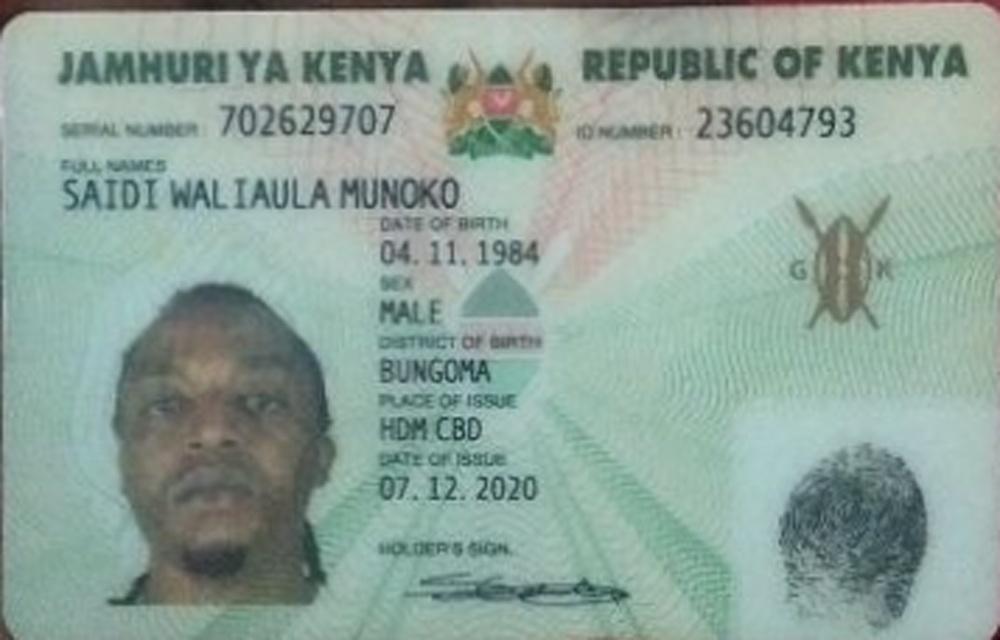 JAMHURI YA KENYA REPUBLIC OF KENYA
SERIAL NUMBER: 702629707 ID NUMBER: 23604793
FULL NAMES
SAIDI WALIAULA MUNOKO
DATE OF BIRTH
04. 11. 1984
SEX
MALE
DISTRICT OF BIRTH
BUNGOMA
PLACE OF ISSUE
HDM CBD
DATE OF ISSUE
07. 12. 2020
HOLDER'S SIGN.
G K